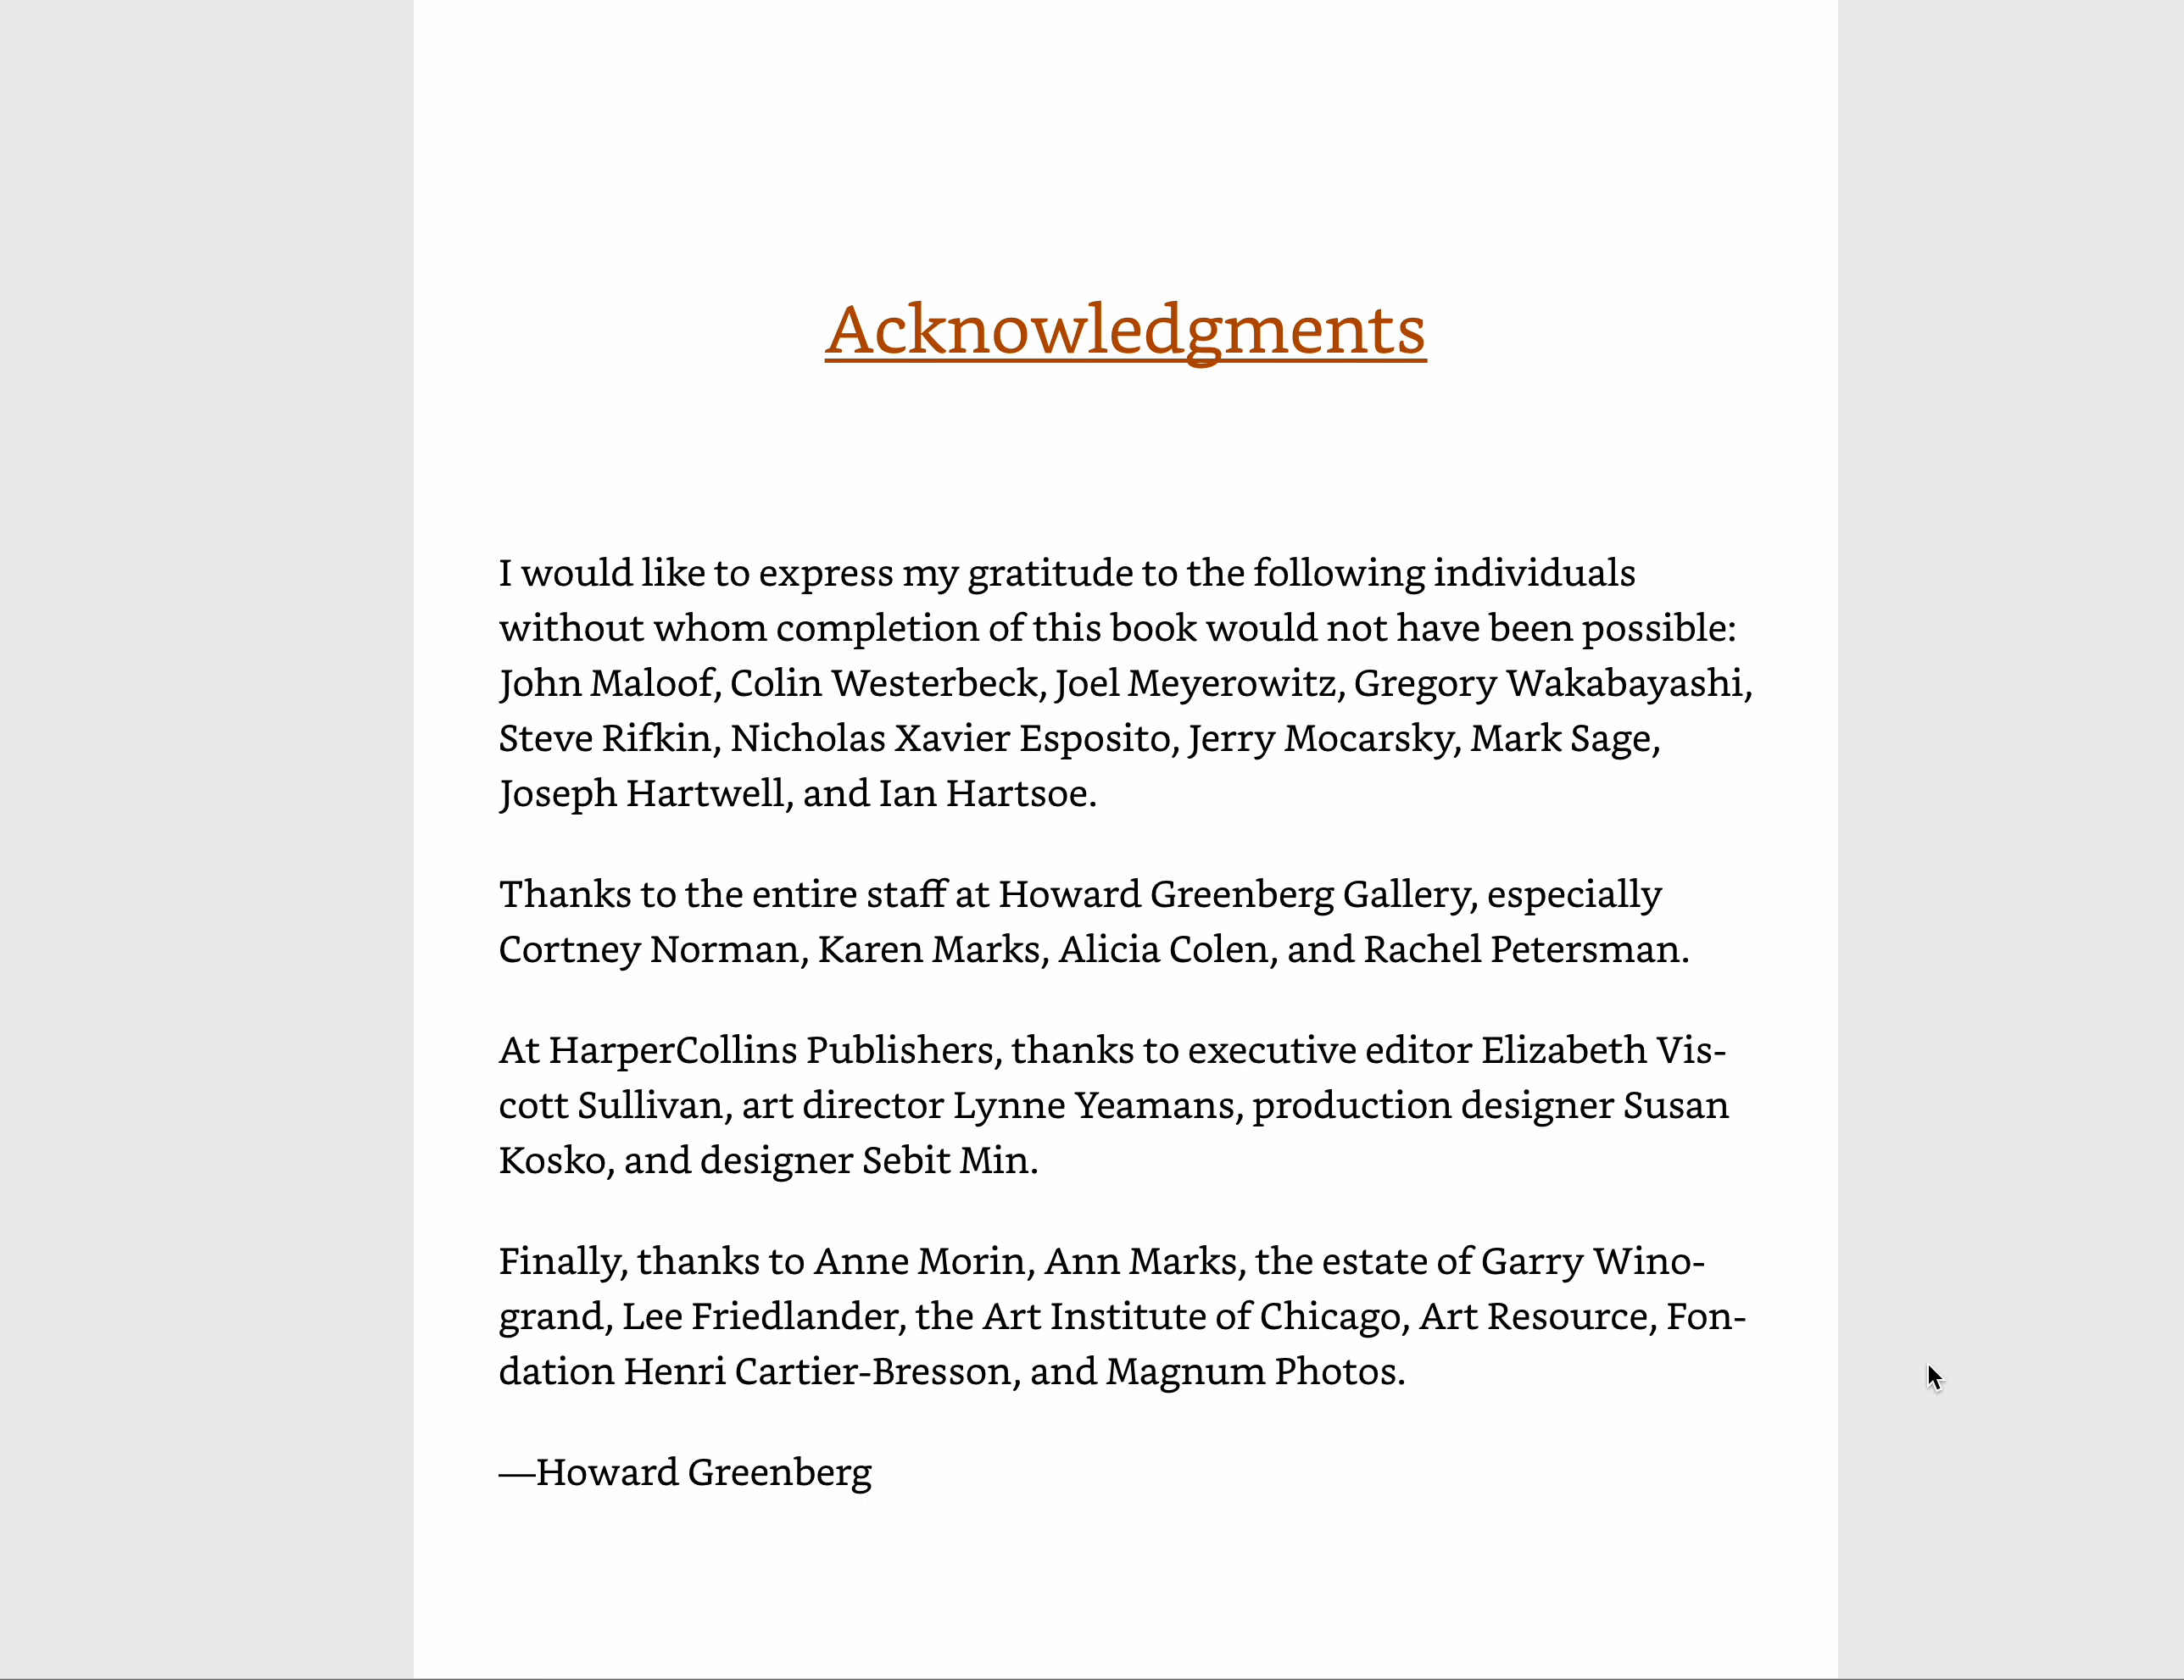 Acknowledgments
I would like to express my gratitude to the following individuals
without whom completion of this book would not have been possible:
John Maloof, Colin Westerbeck, Joel Meyerowitz, Gregory Wakabayashi,
Steve Rifkin, Nicholas Xavier Esposito, Jerry Mocarsky, Mark Sage,
Joseph Hartwell, and Ian Hartsoe.
Thanks to the entire staff at Howard Greenberg Gallery, especially
Cortney Norman, Karen Marks, Alicia Colen, and Rachel Petersman.
At HarperCollins Publishers, thanks to executive editor Elizabeth Vis-
cott Sullivan, art director Lynne Yeamans, production designer Susan
Kosko, and designer Sebit Min.
Finally, thanks to Anne Morin, Ann Marks, the estate of Garry Wino-
grand, Lee Friedlander, the Art Institute of Chicago, Art Resource, Fon-
dation Henri Cartier-Bresson, and Magnum Photos.
—Howard Greenberg